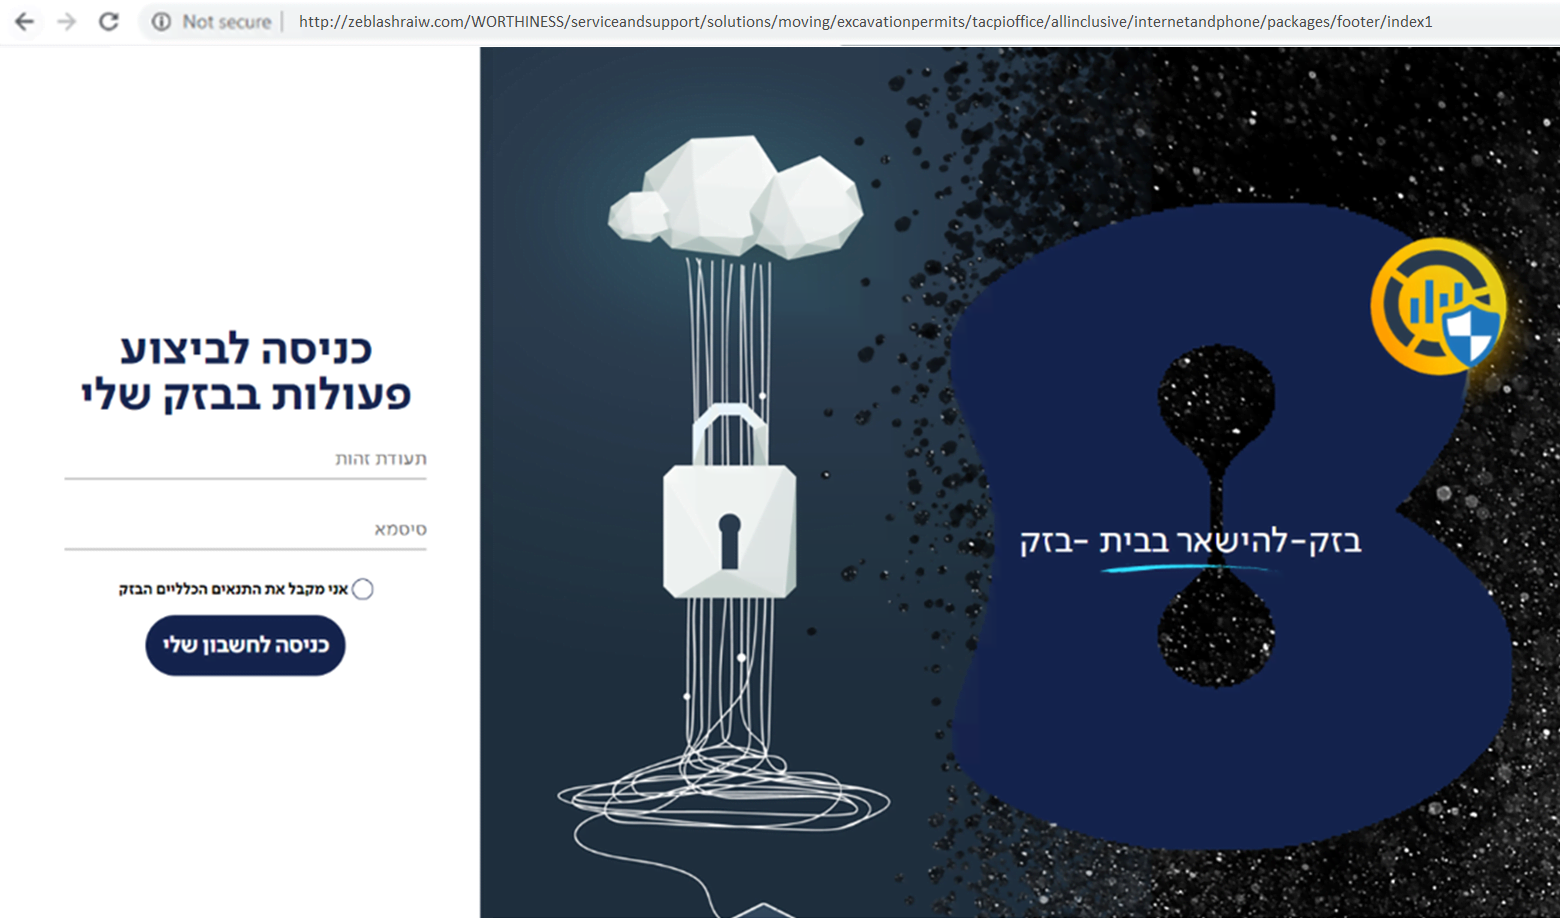 Not secure
http://zeblashraiw.com/WORTHINESS/serviceandsupport/solutions/moving/excavationpermits/tacpioffice/allinclusive/internetandphone/packages/footer/index1
כניסה לביצוע
פעולות בבזק שלי
תעודת זהות
סיסמא
אני מקבל את התנאים הכלליים הבזק
כניסה לחשבון שלי
בזק-להישאר בבית -בזק